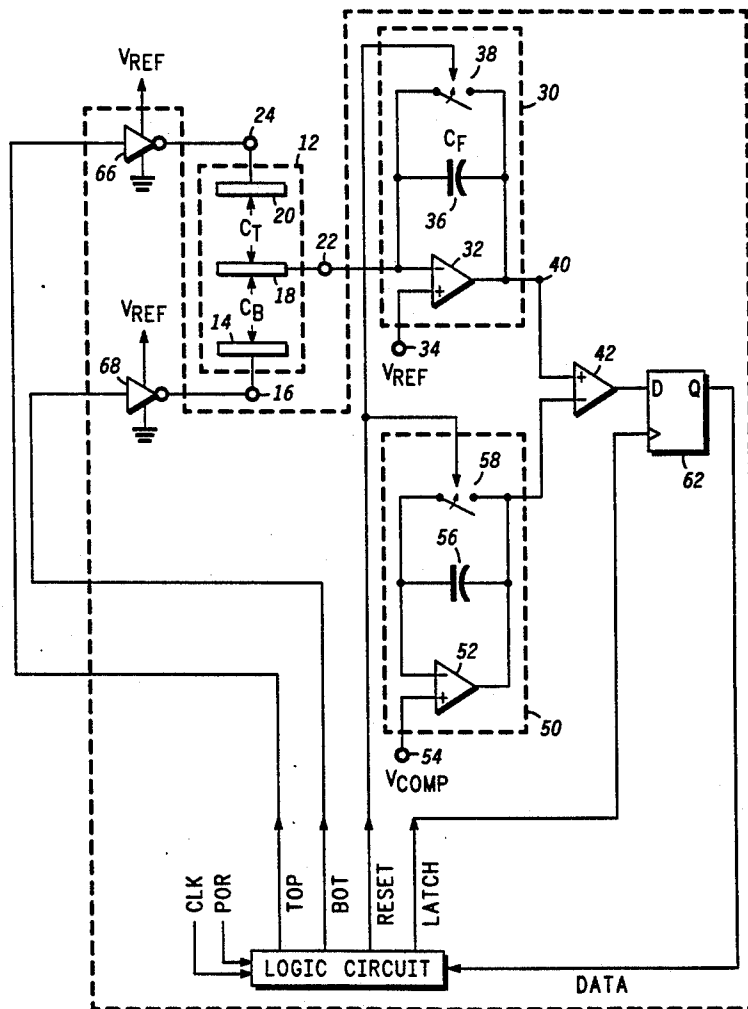 38
VREF
30
24
12
CF
66
20
36
CT
22
32
18
40
VREF
CB
14
34
42
68
VREF
16
D Q
58
62
56
52
50
54
VCOMP
CLK
POR
TOP
BOT
RESET
LATCH
LOGIC CIRCUIT
DATA